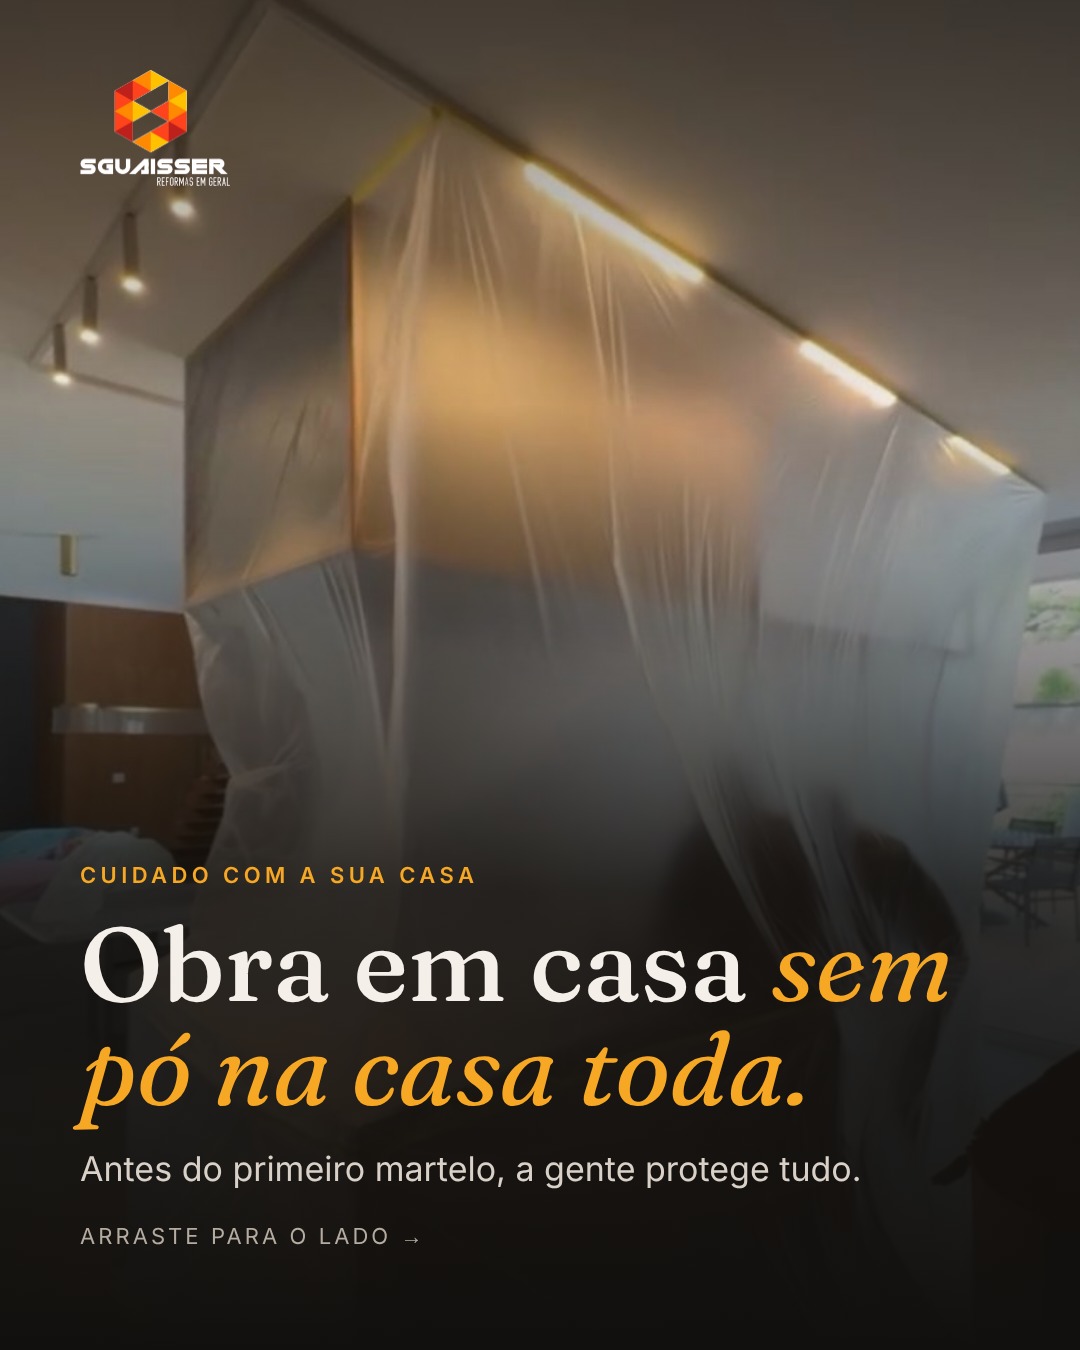 SGUAISSER
REFORMAS EM GERAL
CUIDADO COM A SUA CASA
Obra em casa sem
pó na casa toda.
Antes do primeiro martelo, a gente protege tudo.
ARRASTE PARA O LADO →